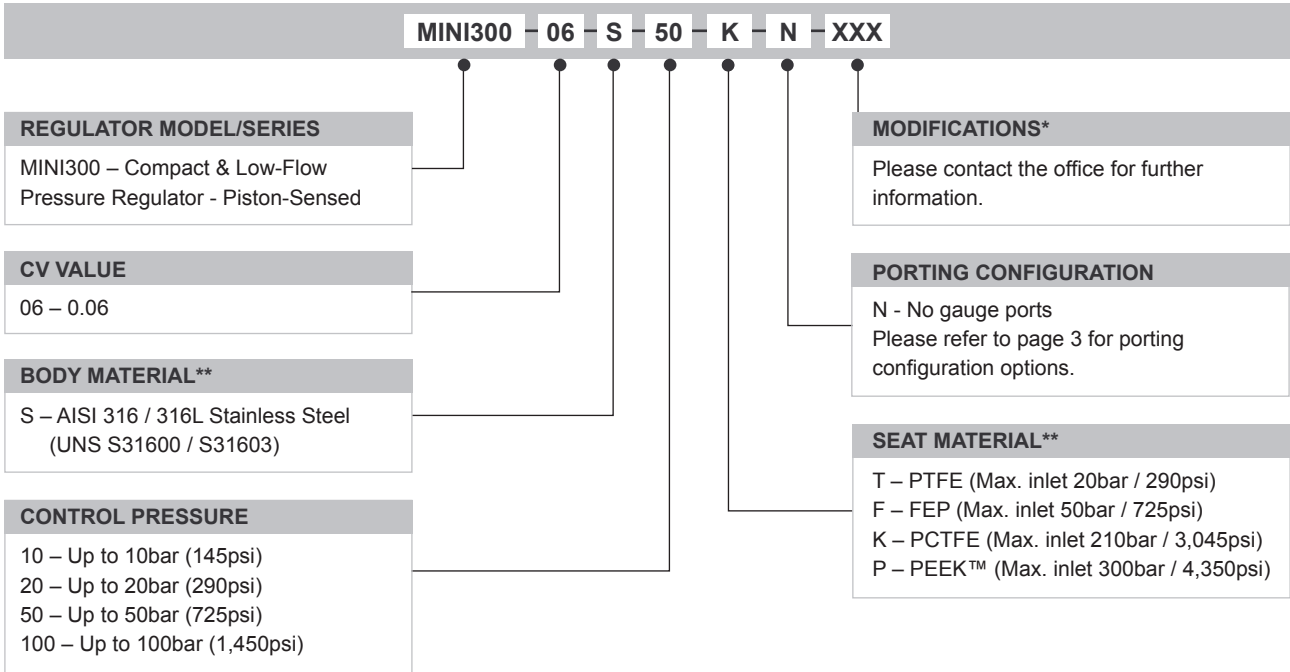 MINI300 06 S 50 K N XXX
REGULATOR MODEL/SERIES
MINI300 – Compact & Low-Flow
Pressure Regulator - Piston-Sensed
CV VALUE
06 – 0.06
BODY MATERIAL**
S – AISI 316 / 316L Stainless Steel
(UNS S31600 / S31603)
CONTROL PRESSURE
10 – Up to 10bar (145psi)
20 – Up to 20bar (290psi)
50 – Up to 50bar (725psi)
100 – Up to 100bar (1,450psi)
MODIFICATIONS*
Please contact the office for further
information.
PORTING CONFIGURATION
N - No gauge ports
Please refer to page 3 for porting
configuration options.
SEAT MATERIAL**
T – PTFE (Max. inlet 20bar / 290psi)
F – FEP (Max. inlet 50bar / 725psi)
K – PCTFE (Max. inlet 210bar / 3,045psi)
P – PEEK™ (Max. inlet 300bar / 4,350psi)